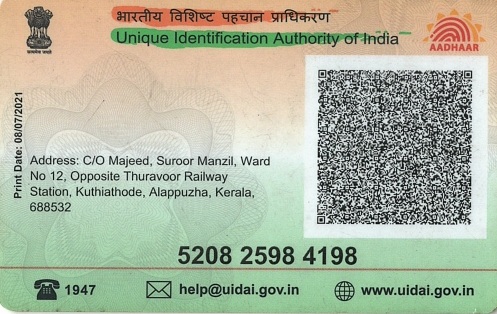 भारतीय विशिष्ट पहचान प्राधिकरण
Unique Identification Authority of India
AADHAAR
Print Date: 08/07/2021
Address: C/O Majeed, Suroor Manzil, Ward
No 12, Opposite Thuravoor Railway
Station, Kuthiathode, Alappuzha, Kerala,
688532
5208 2598 4198
1947
help@uidai.gov.in
www.uidai.gov.in